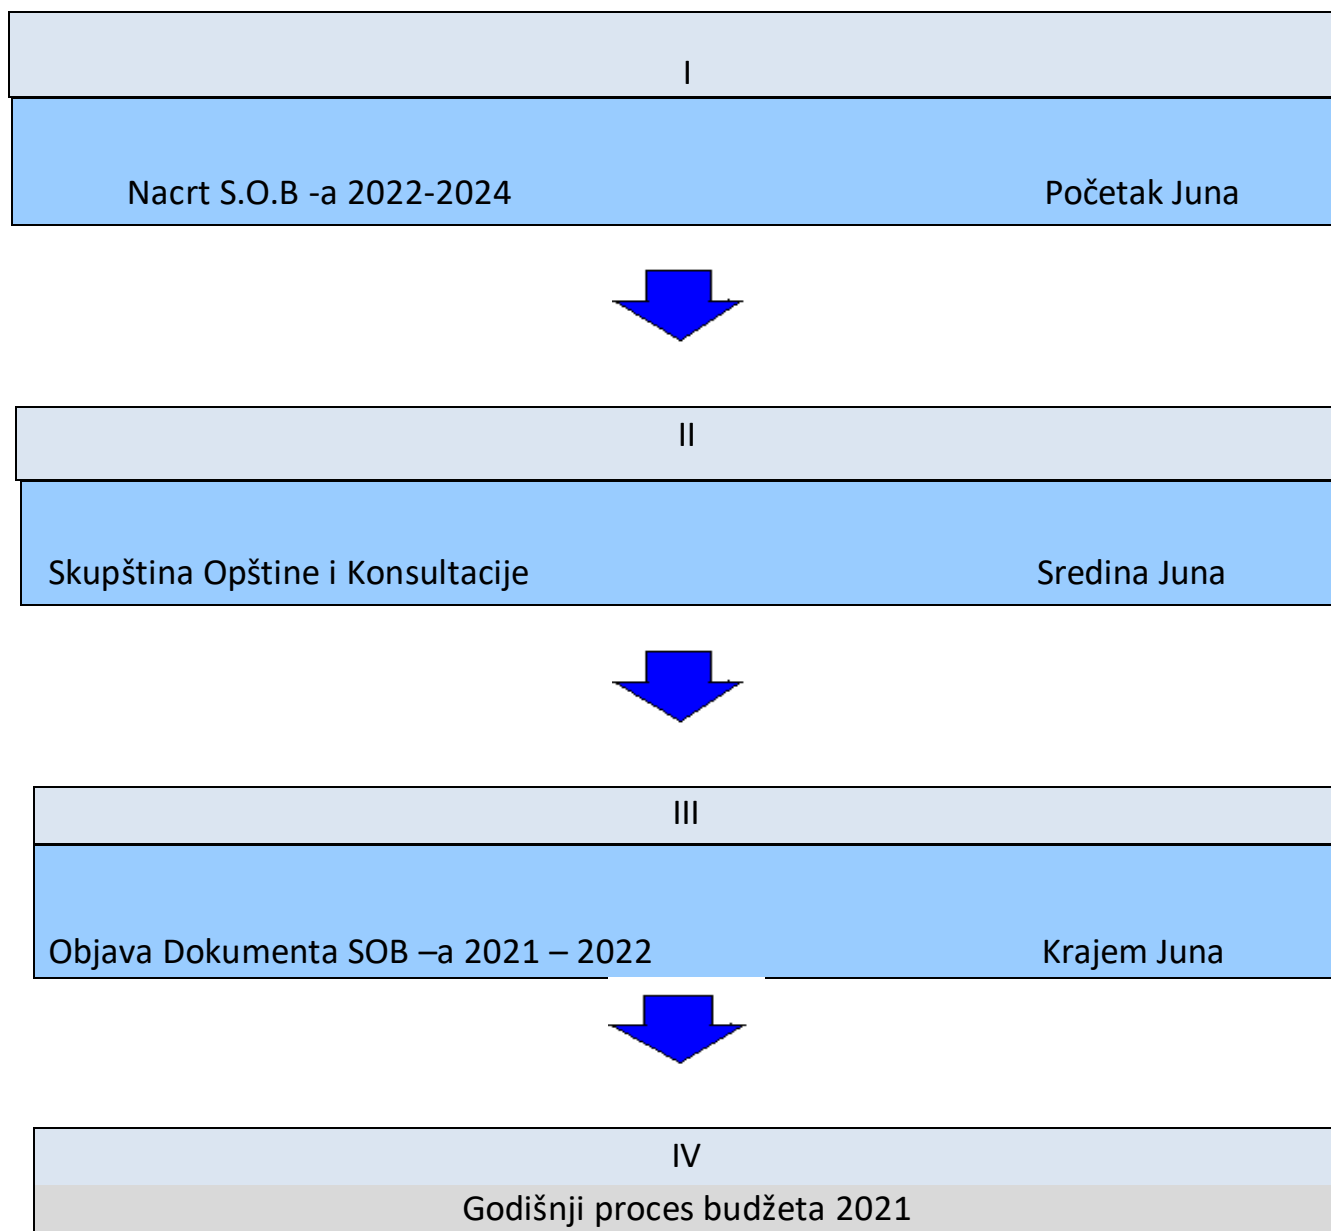 I
Nacrt S.O.B -a 2022-2024 Početak Juna
II
Skupština Opštine i Konsultacije Sredina Juna
III
Objava Dokumenta SOB –a 2021 – 2022 Krajem Juna
IV
Godišnji proces budžeta 2021